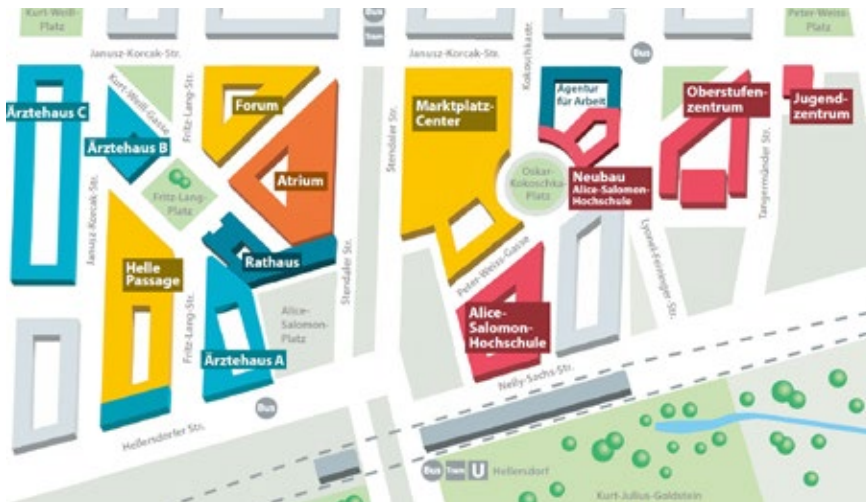 Kurt-Weill-
Platz
Bus
Tram
Peter-Weiss-
Platz
Janusz-Korcak-Str.
Janusz-Korcak-Str.
Kokoschkastr.
Bus
Kurt-Weill-Gasse
Fritz-Lang-Str.
Stendaler Str.
Ärztehaus C
Forum
Marktplatz-
Center
Agentur
für Arbeit
Oberstufen-
zentrum
Jugend-
zentrum
Ärztehaus B
Atrium
Oskar-
Kokoschka-
Platz
Neubau
Alice-Salomon-
Hochschule
Tangermünder Str.
Fritz-Lang-
Platz
Janusz-Korcak-Str.
Rathaus
Stendaler Str.
Peter-Weiss-Gasse
Lyonel-Feininger-Str.
Helle
Passage
Fritz-Lang-Str.
Alice-
Salomon-
Platz
Alice-
Salomon-
Hochschule
Ärztehaus A
Nelly-Sachs-Str.
Bus
Hellersdorfer Str.
Bus Tram U Hellersdorf
Kurt-Julius-Goldstein